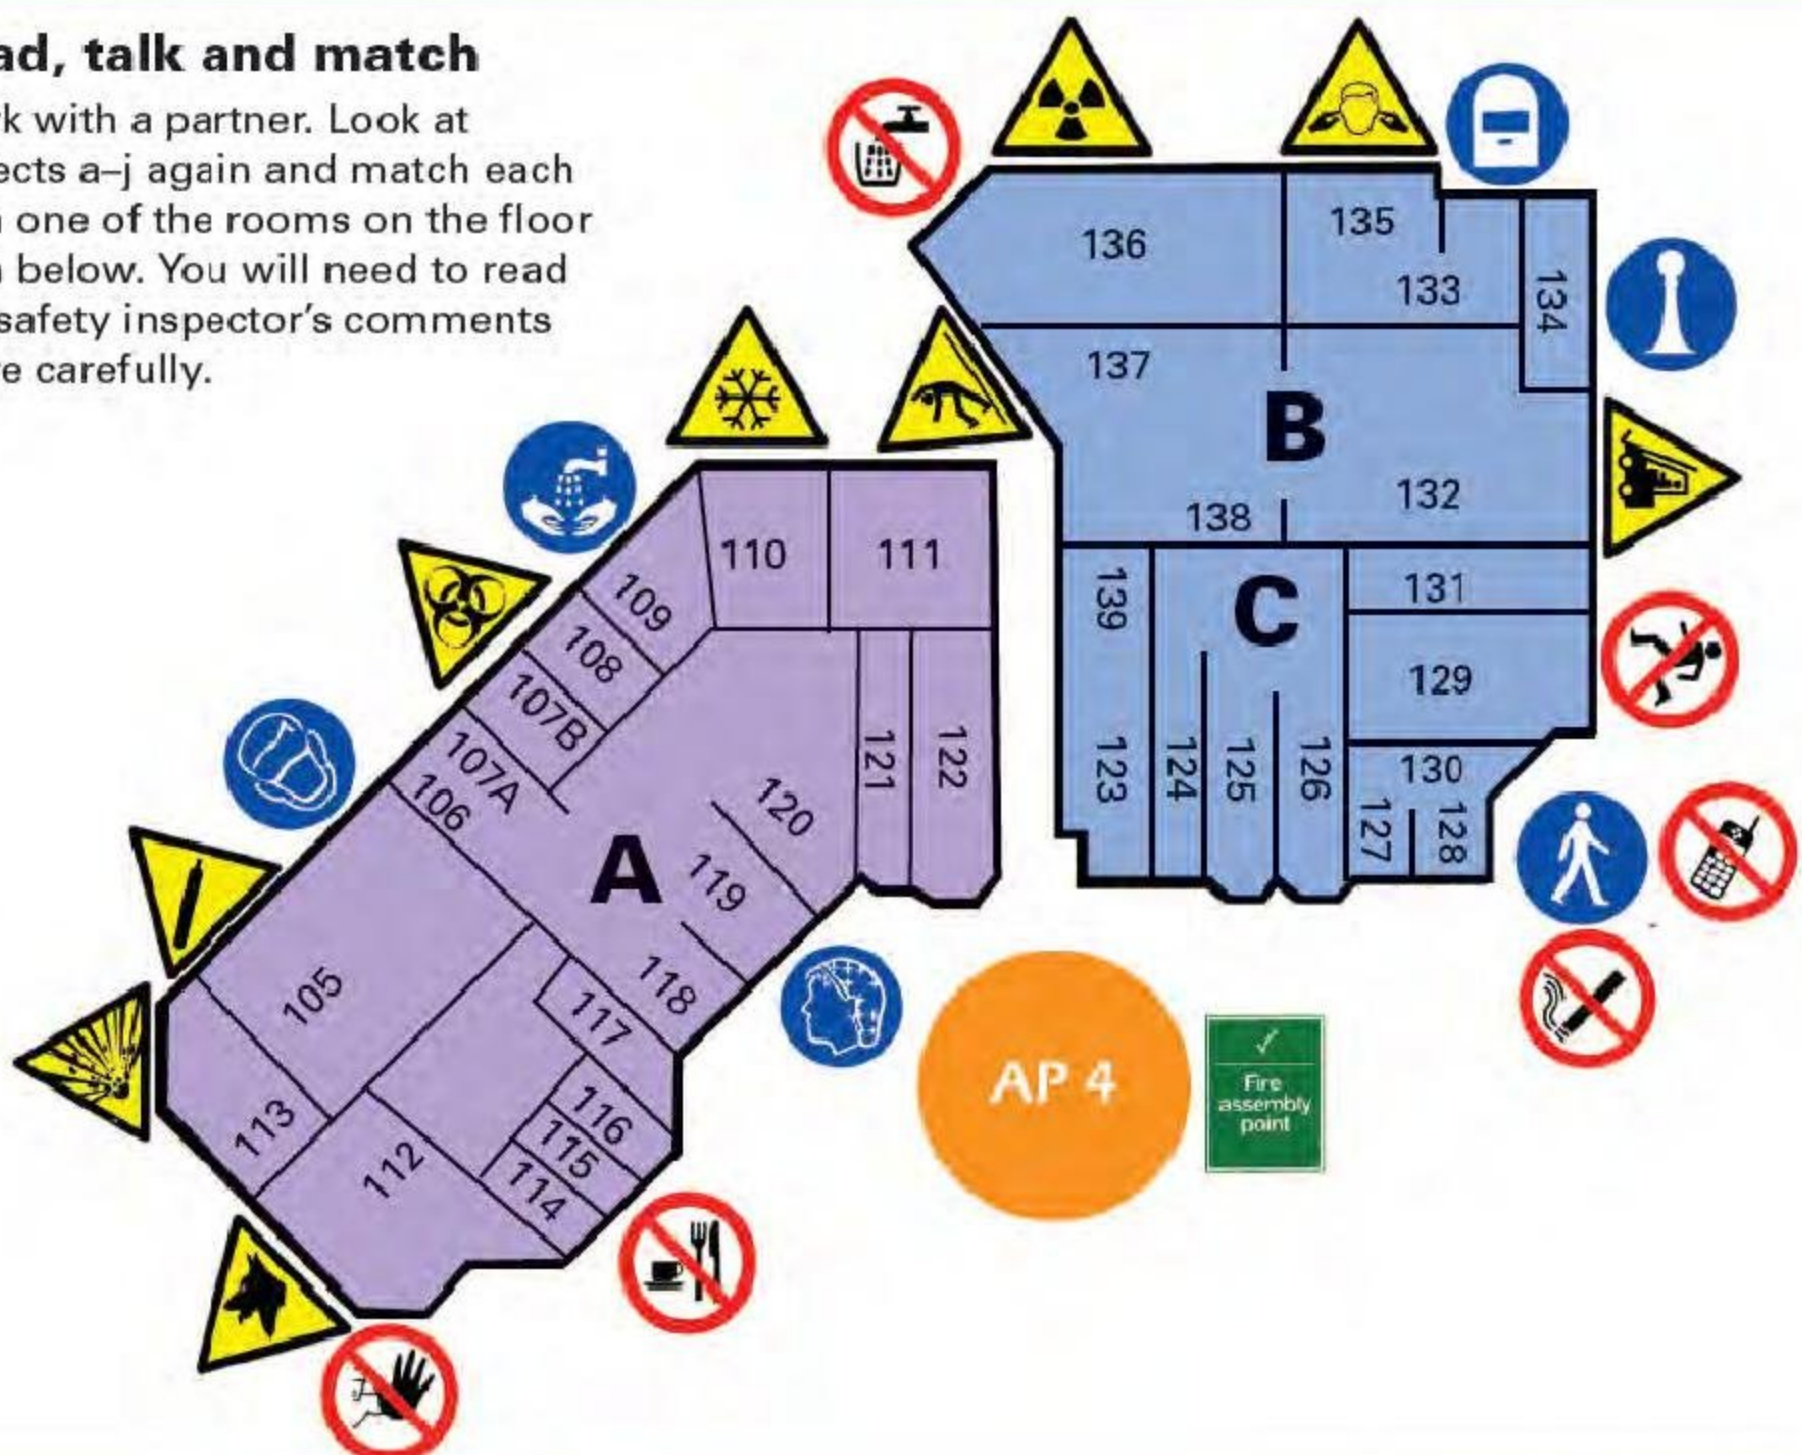 ad, talk and match
k with a partner. Look at
ects a–j again and match each
one of the rooms on the floor
below. You will need to read
safety inspector's comments
e carefully.
136
135
133
134
137
B
132
138
110
111
109
108
107B
107A
106
A
120
119
118
121
122
105
117
116
115
114
113
112
C
139
131
129
123
124
125
126
130
127
128
AP 4
Fire
assembly
point